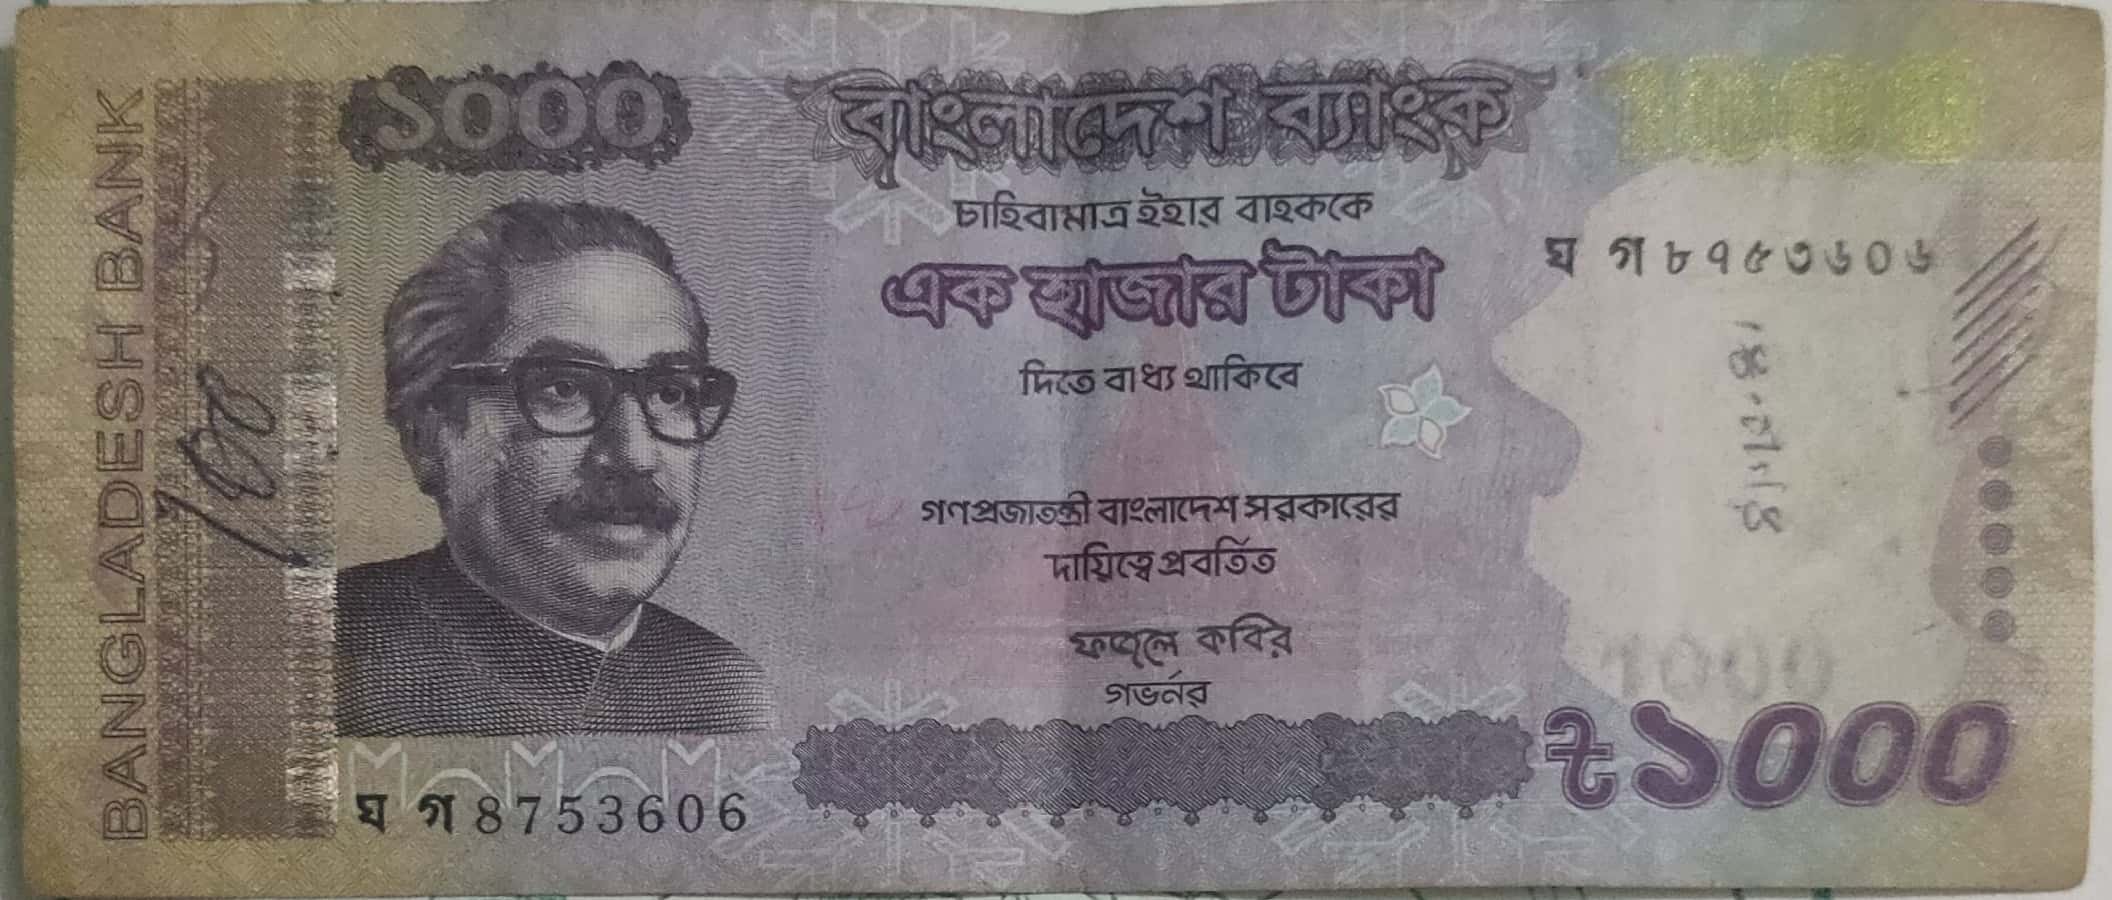 BANGLADESH BANK
১০০০
বাংলাদেশ ব্যাংক
1000
চাহিবামাত্র ইহার বাহককে
এক হাজার টাকা
দিতে বাধ্য থাকিবে
ঘ গ ৮৭৫৩৬০৬
গণপ্রজাতন্ত্রী বাংলাদেশ সরকারের
দায়িত্বে প্রবর্তিত
ফজলে কবির
গভর্নর
1000
৳১০০০
ঘ গ 8753606